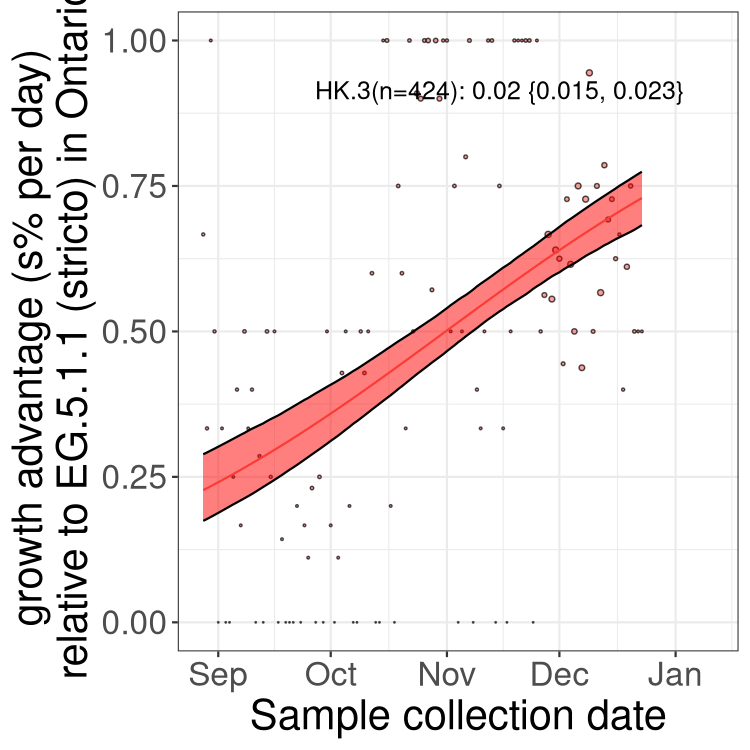 growth advantage (s% per day)
relative to EG.5.1.1 (stricto) in Ontario
1.00
0.75
0.50
0.25
0.00
HK.3(n=424): 0.02 {0.015, 0.023}
Sep
Oct
Nov
Dec
Jan
Sample collection date